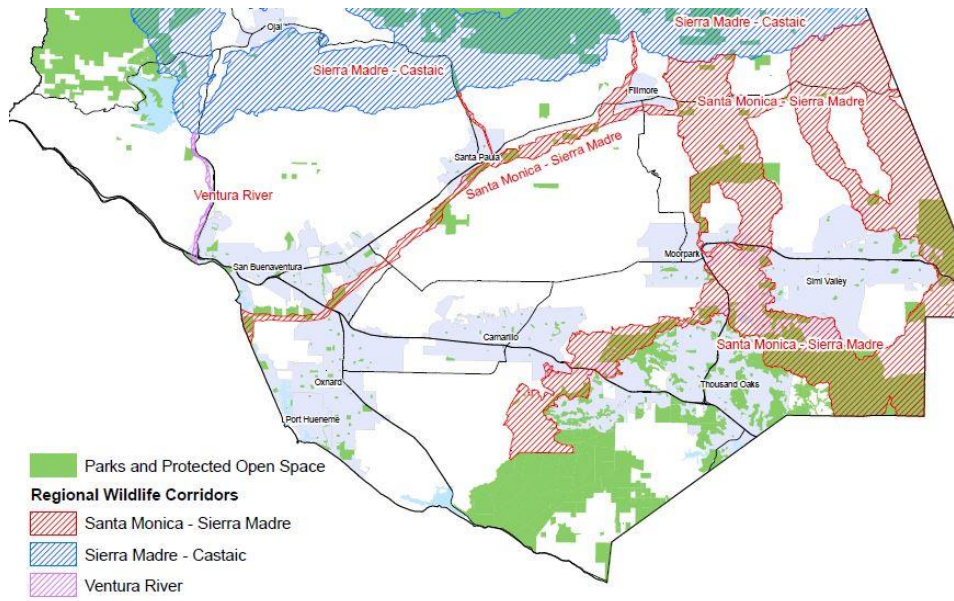 Ojai
Sierra Madre - Castaic
Sierra Madre - Castaic
Fillmore
Santa Monica - Sierra Madre
Santa Paula
Santa Monica - Sierra Madre
Ventura River
San Buenaventura
Moorpark
Simi Valley
Camarillo
Santa Monica - Sierra Madre
Oxnard
Thousand Oaks
Port Hueneme
Parks and Protected Open Space
Regional Wildlife Corridors
Santa Monica - Sierra Madre
Sierra Madre - Castaic
Ventura River